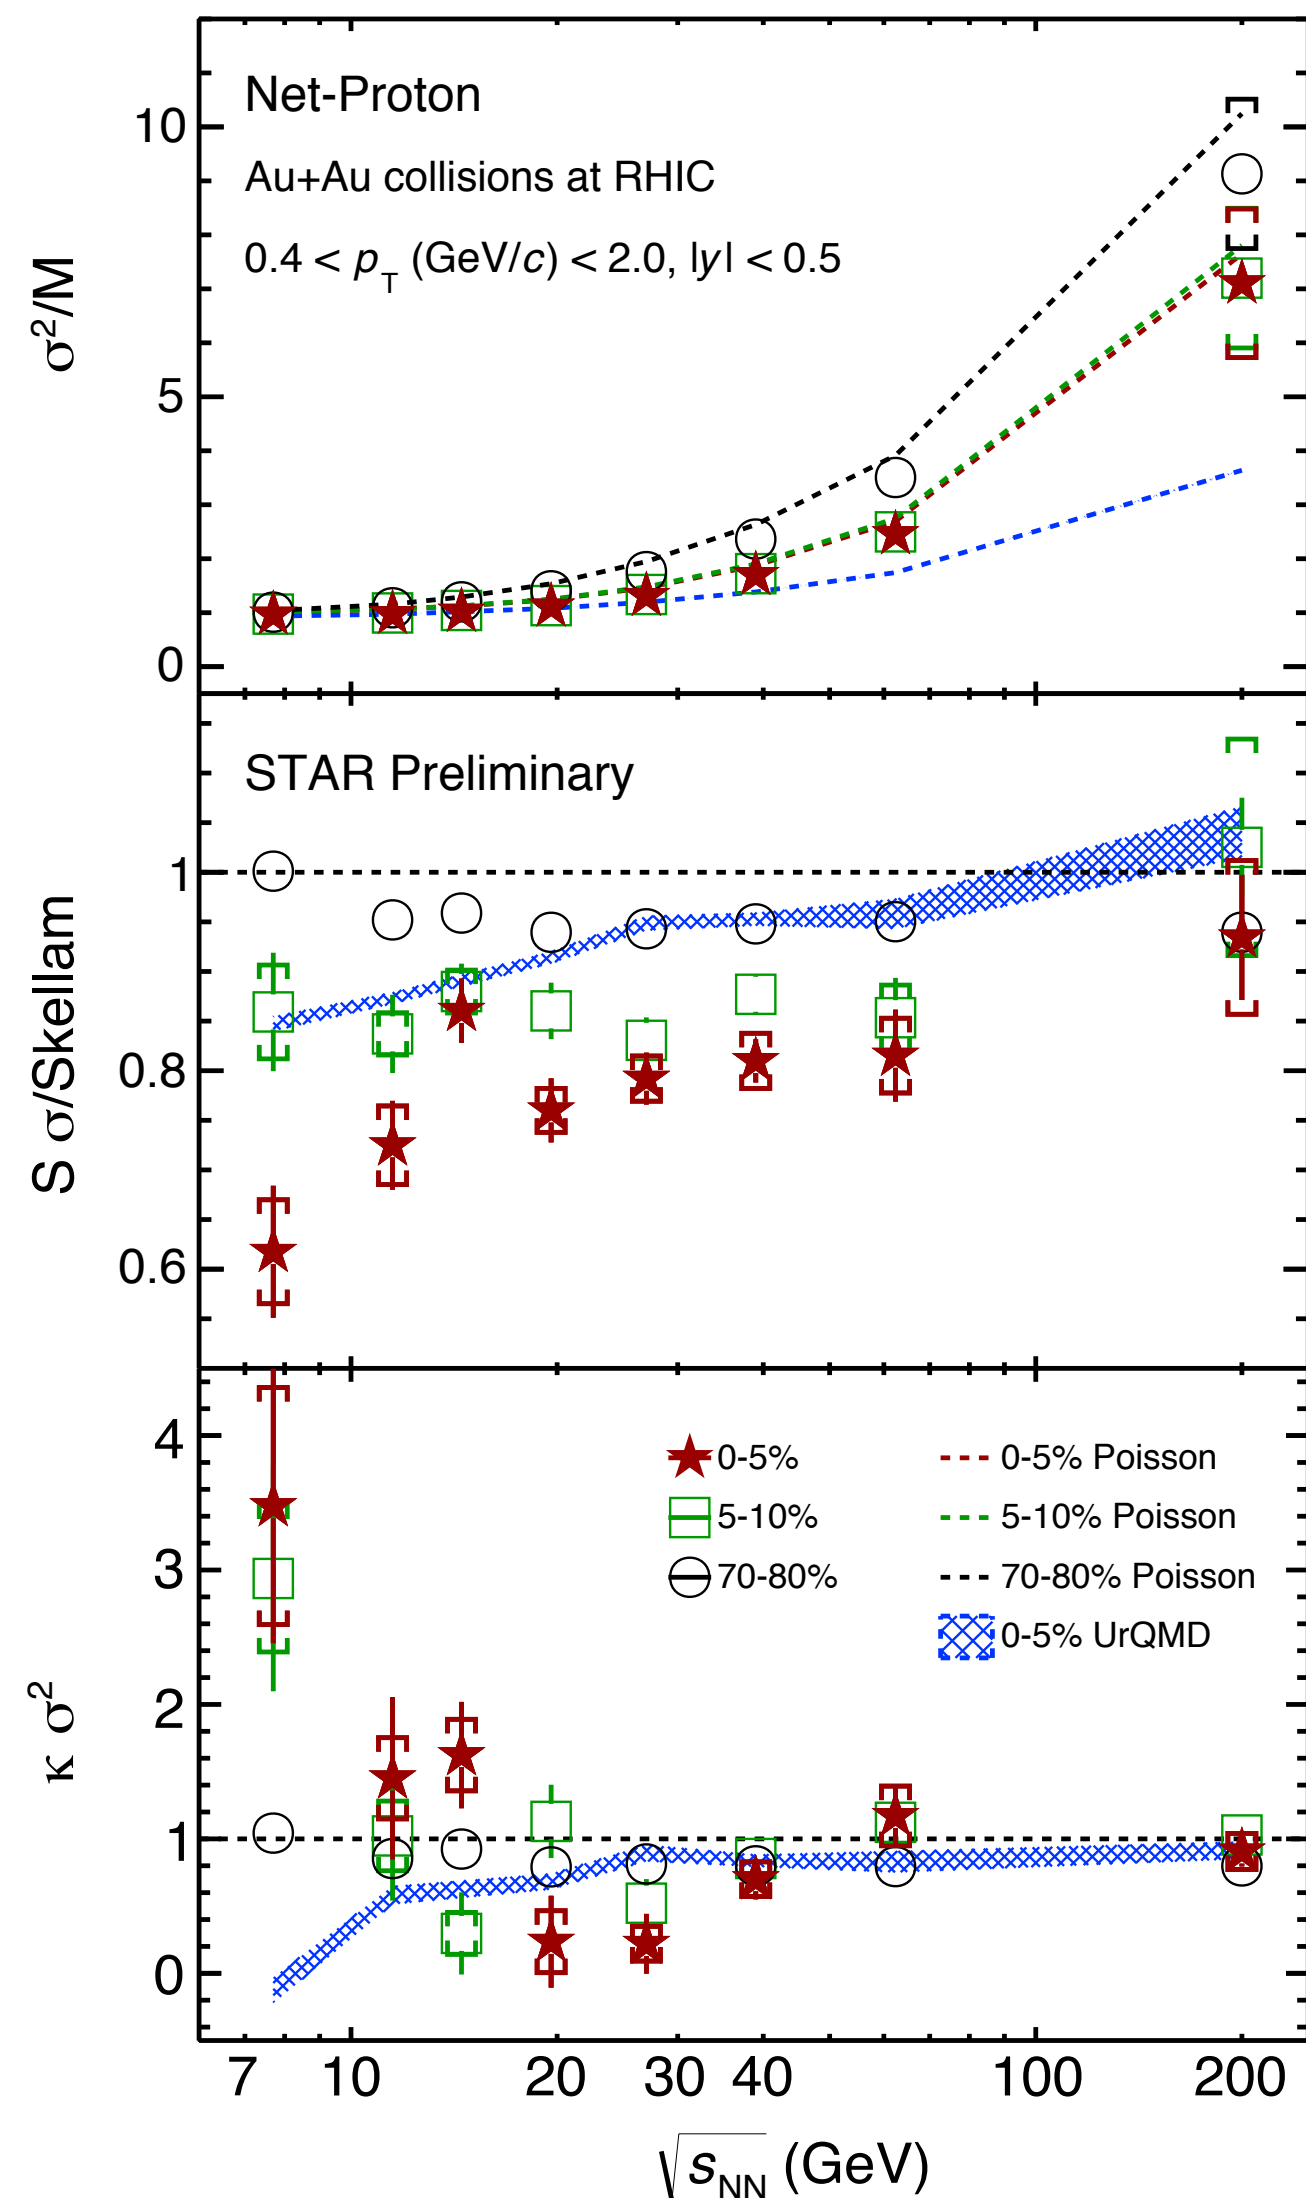 Net-Proton
Au+Au collisions at RHIC
0.4 < p_T (GeV/c) < 2.0, |y| < 0.5
σ²/M
10
5
0
STAR Preliminary
S σ/Skellam
1
0.8
0.6
κ σ²
4
3
2
1
0
0-5%
0-5% Poisson
5-10%
5-10% Poisson
70-80%
70-80% Poisson
0-5% UrQMD
7 10 20 30 40 100 200
√s_NN (GeV)